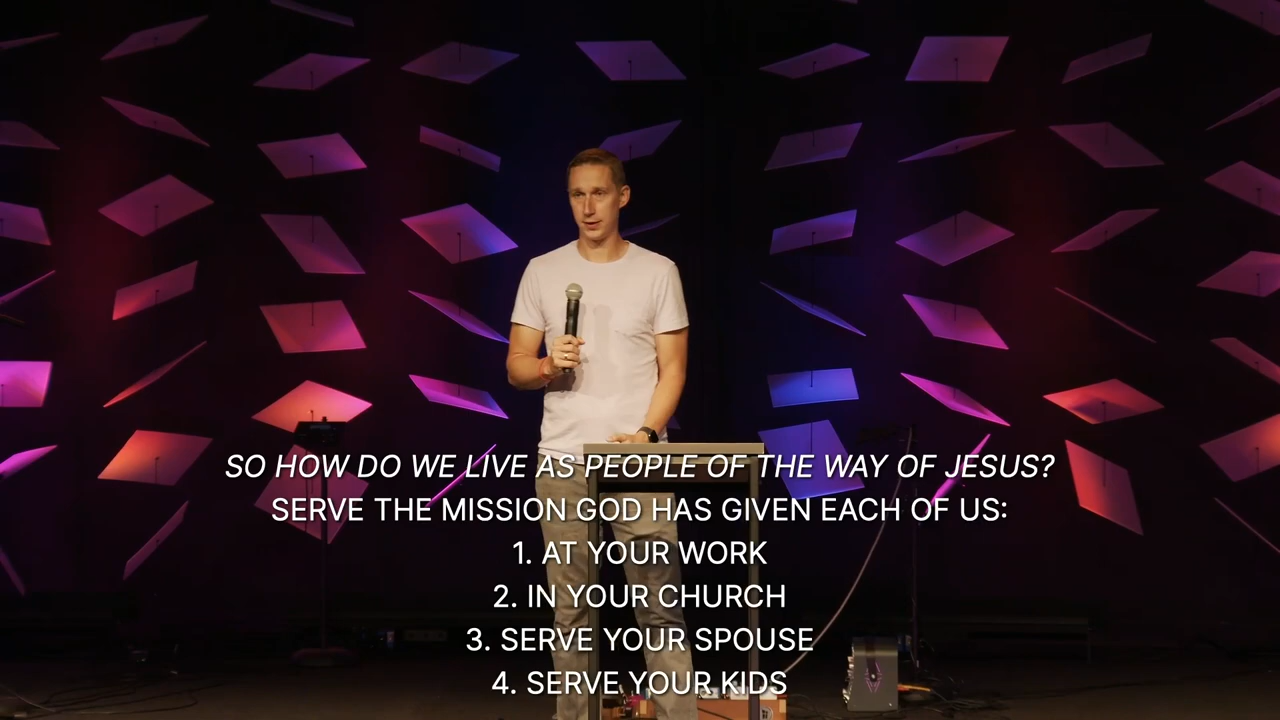 SO HOW DO WE LIVE AS PEOPLE OF THE WAY OF JESUS?
SERVE THE MISSION GOD HAS GIVEN EACH OF US:
1. AT YOUR WORK
2. IN YOUR CHURCH
3. SERVE YOUR SPOUSE
4. SERVE YOUR KIDS